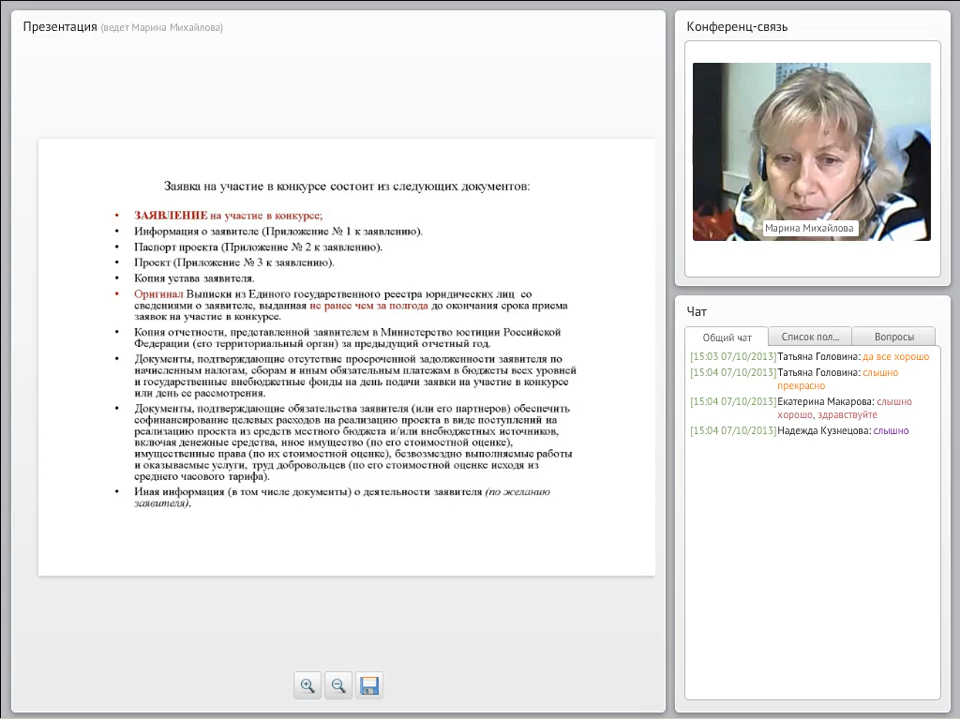 Презентация (ведет Марина Михайлова)
Заявка на участие в конкурсе состоит из следующих документов:
• ЗАЯВЛЕНИЕ на участие в конкурсе;
• Информация о заявителе (Приложение № 1 к заявлению).
• Паспорт проекта (Приложение № 2 к заявлению).
• Проект (Приложение № 3 к заявлению).
• Копия устава заявителя.
• Оригинал Выписки из Единого государственного реестра юридических лиц со
сведениями о заявителе, выданная не ранее чем за полгода до окончания срока приема
заявок на участие в конкурсе.
• Копия отчетности, представленной заявителем в Министерство юстиции Российской
Федерации (его территориальный орган) за предыдущий отчетный год.
• Документы, подтверждающие отсутствие просроченной задолженности заявителя по
начисленным налогам, сборам и иным обязательным платежам в бюджеты всех уровней
и государственные внебюджетные фонды на день подачи заявки на участие в конкурсе
или день ее рассмотрения.
• Документы, подтверждающие обязательства заявителя (или его партнеров) обеспечить
софинансирование целевых расходов на реализацию проекта в виде поступлений на
реализацию проекта из средств местного бюджета и/или внебюджетных источников,
включая денежные средства, иное имущество (по его стоимостной оценке),
имущественные права (по их стоимостной оценке), безвозмездно выполняемые работы
и оказываемые услуги, труд добровольцев (по его стоимостной оценке исходя из
среднего часового тарифа).
• Иная информация (в том числе документы) о деятельности заявителя (по желанию
заявителя).
Конференц-связь
Марина Михайлова
Чат
Общий чат
Список пол...
Вопросы
[15:03 07/10/2013]Татьяна Головина: да все хорошо
[15:04 07/10/2013]Татьяна Головина: слышно
прекрасно
[15:04 07/10/2013]Екатерина Макарова: слышно
хорошо, здравствуйте
[15:04 07/10/2013]Надежда Кузнецова: слышно